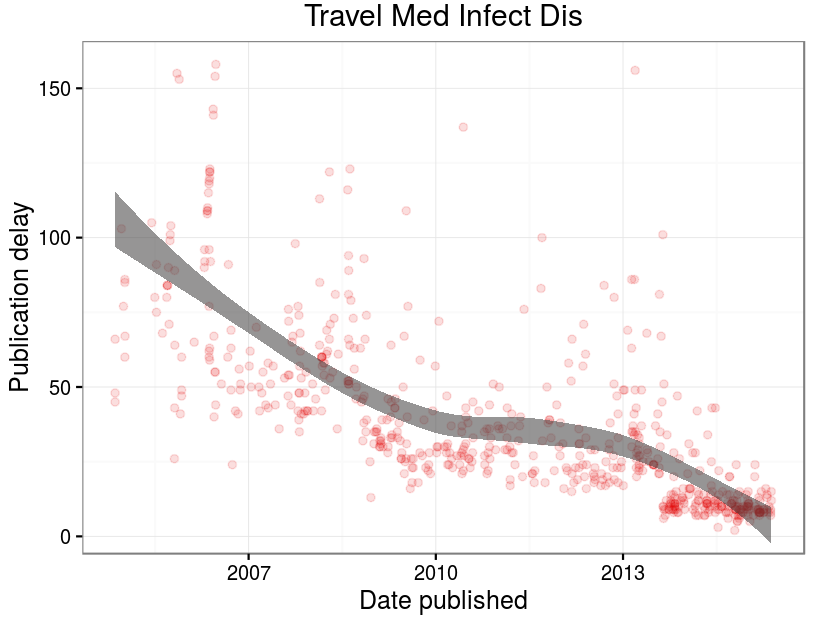 Travel Med Infect Dis
150
100
50
0
Publication delay
2007 2010 2013
Date published